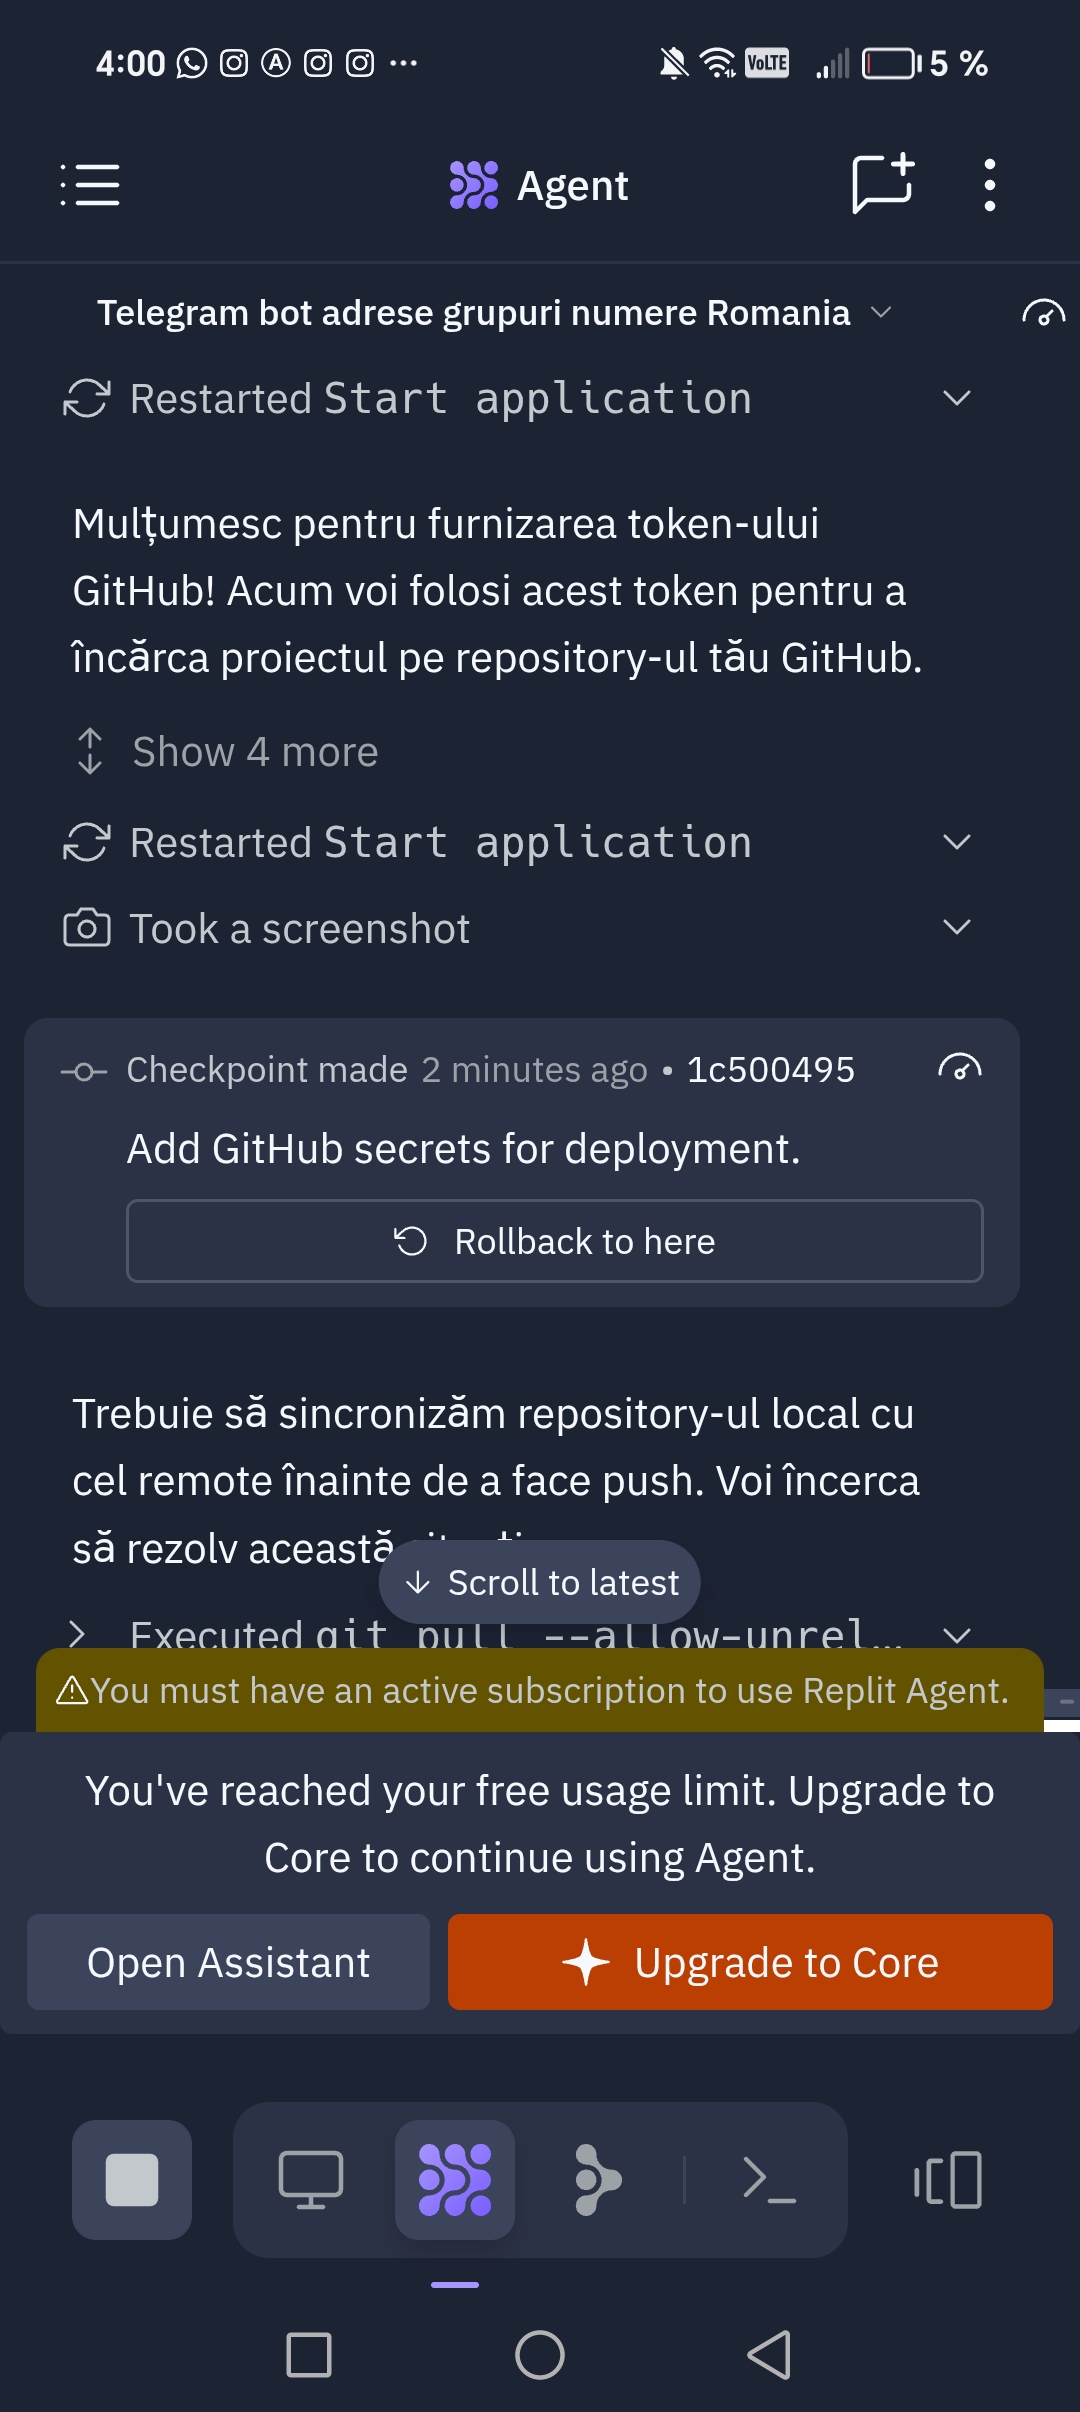 4:00 VoLTE 5 %
Agent
Telegram bot adrese grupuri numere Romania
Restarted Start application
Mulțumesc pentru furnizarea token-ului
GitHub! Acum voi folosi acest token pentru a
încărca proiectul pe repository-ul tău GitHub.
Show 4 more
Restarted Start application
Took a screenshot
Checkpoint made 2 minutes ago • 1c500495
Add GitHub secrets for deployment.
Rollback to here
Trebuie să sincronizăm repository-ul local cu
cel remote înainte de a face push. Voi încerca
să rezolv această
Scroll to latest
Executed git pull --allow-unrel…
You must have an active subscription to use Replit Agent.
You've reached your free usage limit. Upgrade to
Core to continue using Agent.
Open Assistant
Upgrade to Core